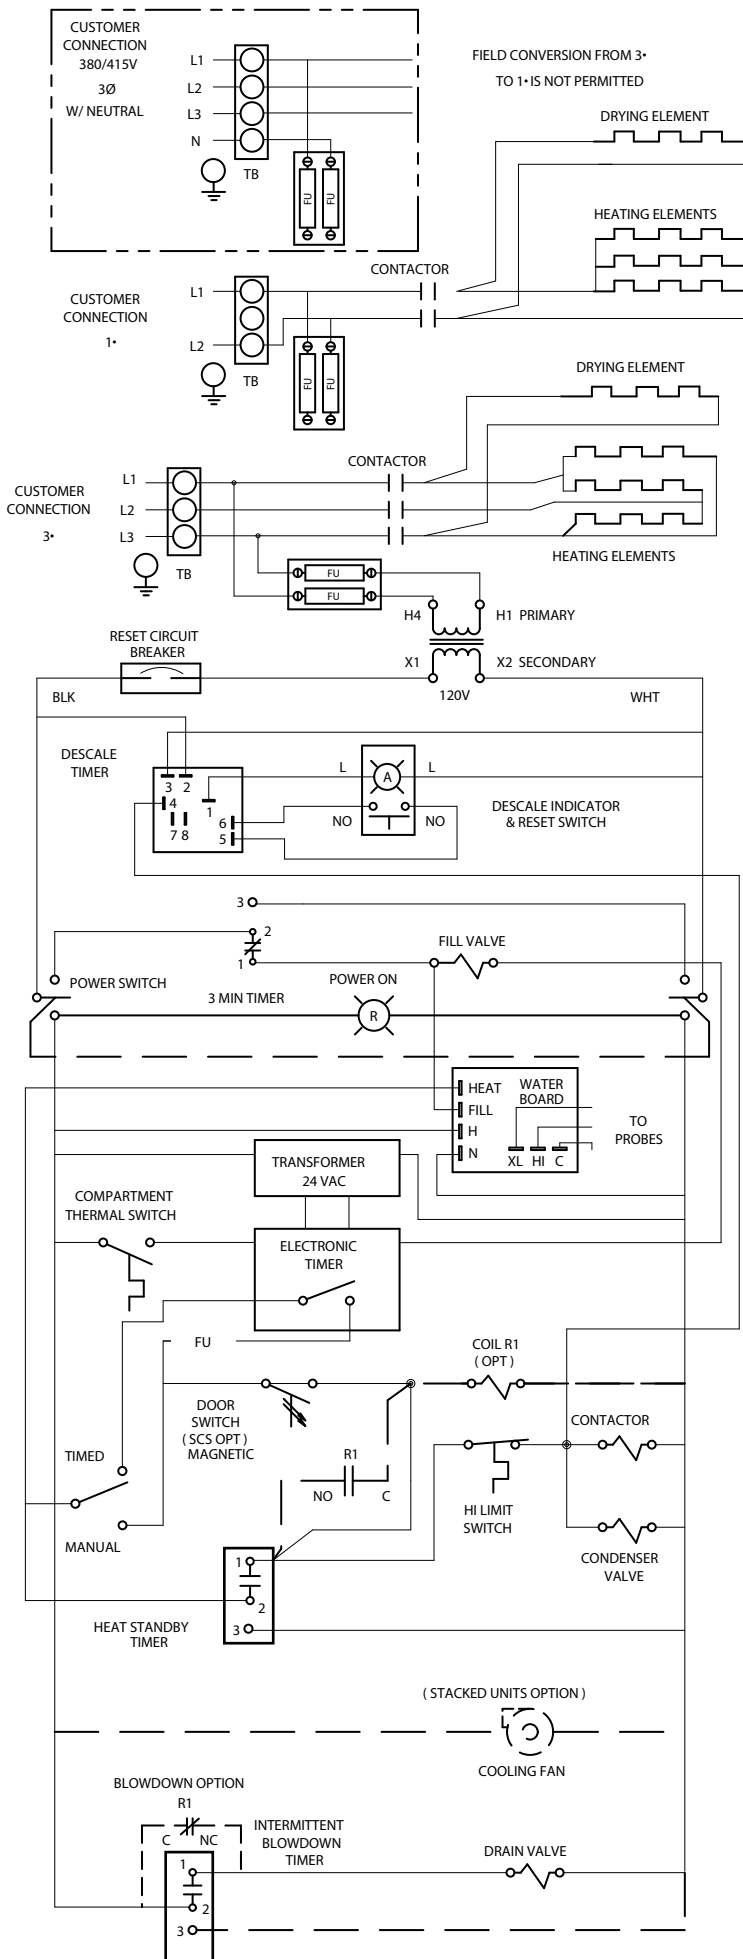 CUSTOMER
CONNECTION
380/415V
3Ø
W/ NEUTRAL
L1
L2
L3
N
TB
FU
FU
FIELD CONVERSION FROM 3•
TO 1• IS NOT PERMITTED
DRYING ELEMENT
HEATING ELEMENTS
CONTACTOR
CUSTOMER
CONNECTION
1•
L1
L2
TB
FU
FU
DRYING ELEMENT
CONTACTOR
CUSTOMER
CONNECTION
3•
L1
L2
L3
TB
HEATING ELEMENTS
FU
FU
H4
H1 PRIMARY
RESET CIRCUIT
BREAKER
X1
X2 SECONDARY
120V
BLK
WHT
DESCALE
TIMER
3 2
4
1
7 8
6
5
L
A
L
NO
NO
DESCALE INDICATOR
& RESET SWITCH
3
2
1
FILL VALVE
POWER SWITCH
3 MIN TIMER
POWER ON
R
HEAT
FILL
H
N
WATER
BOARD
XL HI C
TO
PROBES
TRANSFORMER
24 VAC
COMPARTMENT
THERMAL SWITCH
ELECTRONIC
TIMER
FU
COIL R1
( OPT )
DOOR
SWITCH
( SCS OPT )
MAGNETIC
CONTACTOR
TIMED
R1
NO
C
HI LIMIT
SWITCH
MANUAL
CONDENSER
VALVE
1
2
3
HEAT STANDBY
TIMER
( STACKED UNITS OPTION )
COOLING FAN
BLOWDOWN OPTION
R1
C
NC
INTERMITTENT
BLOWDOWN
TIMER
DRAIN VALVE
1
2
3